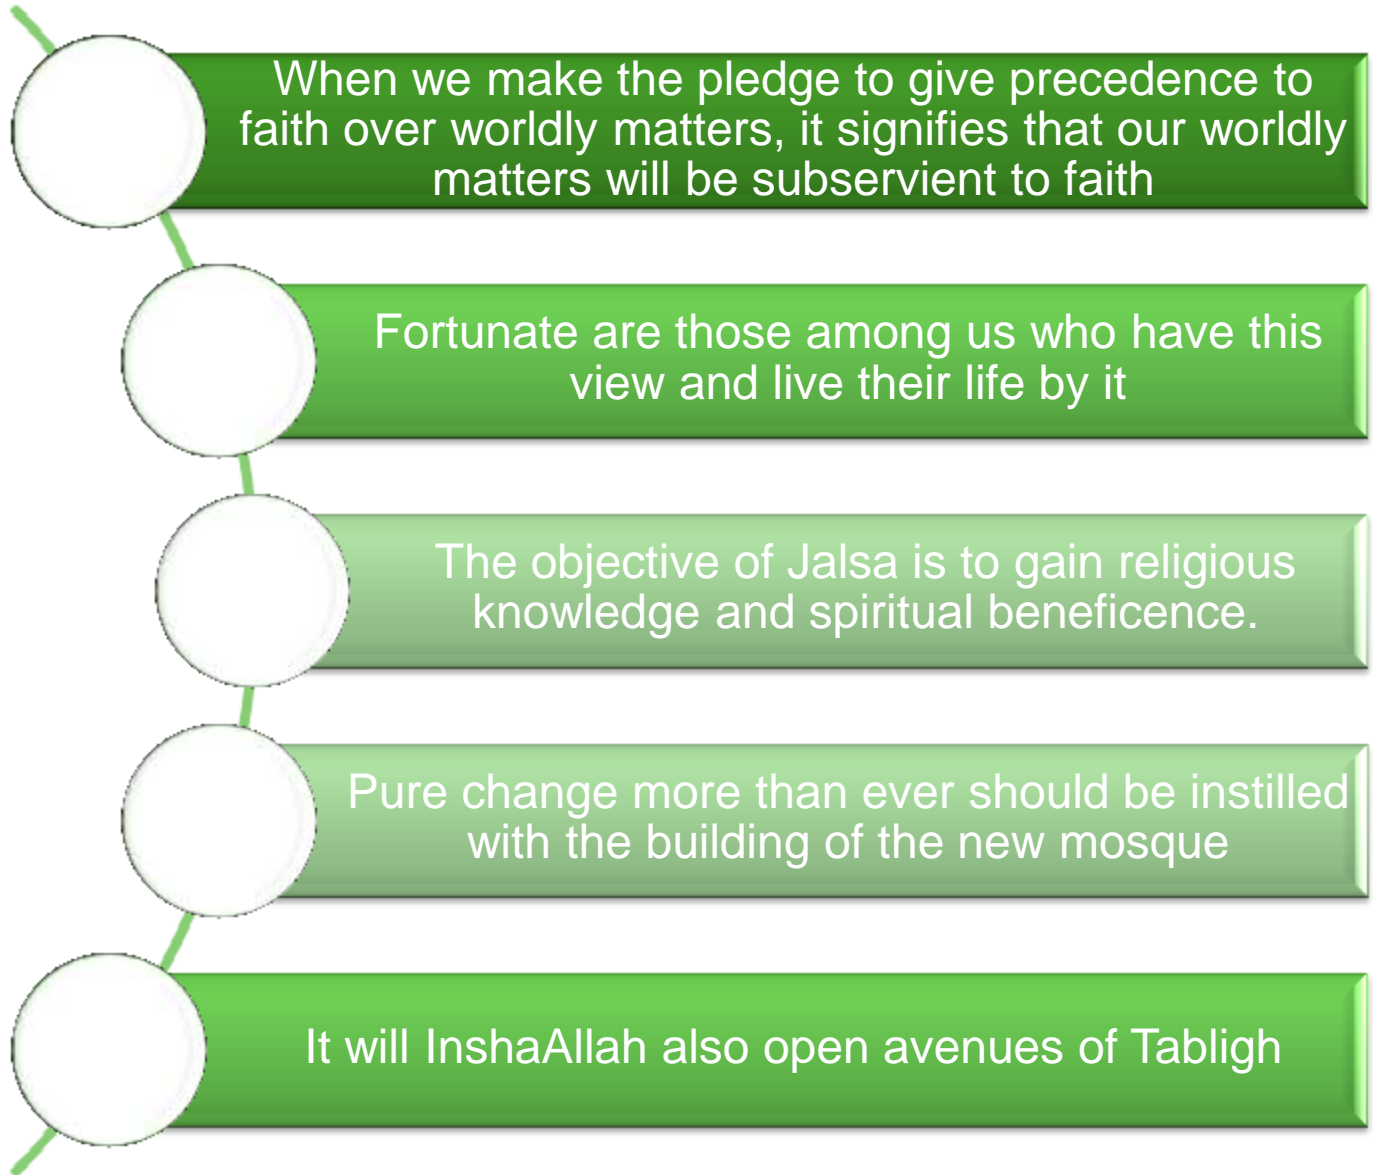 When we make the pledge to give precedence to
faith over worldly matters, it signifies that our worldly
matters will be subservient to faith
Fortunate are those among us who have this
view and live their life by it
The objective of Jalsa is to gain religious
knowledge and spiritual beneficence.
Pure change more than ever should be instilled
with the building of the new mosque
It will InshaAllah also open avenues of Tabligh